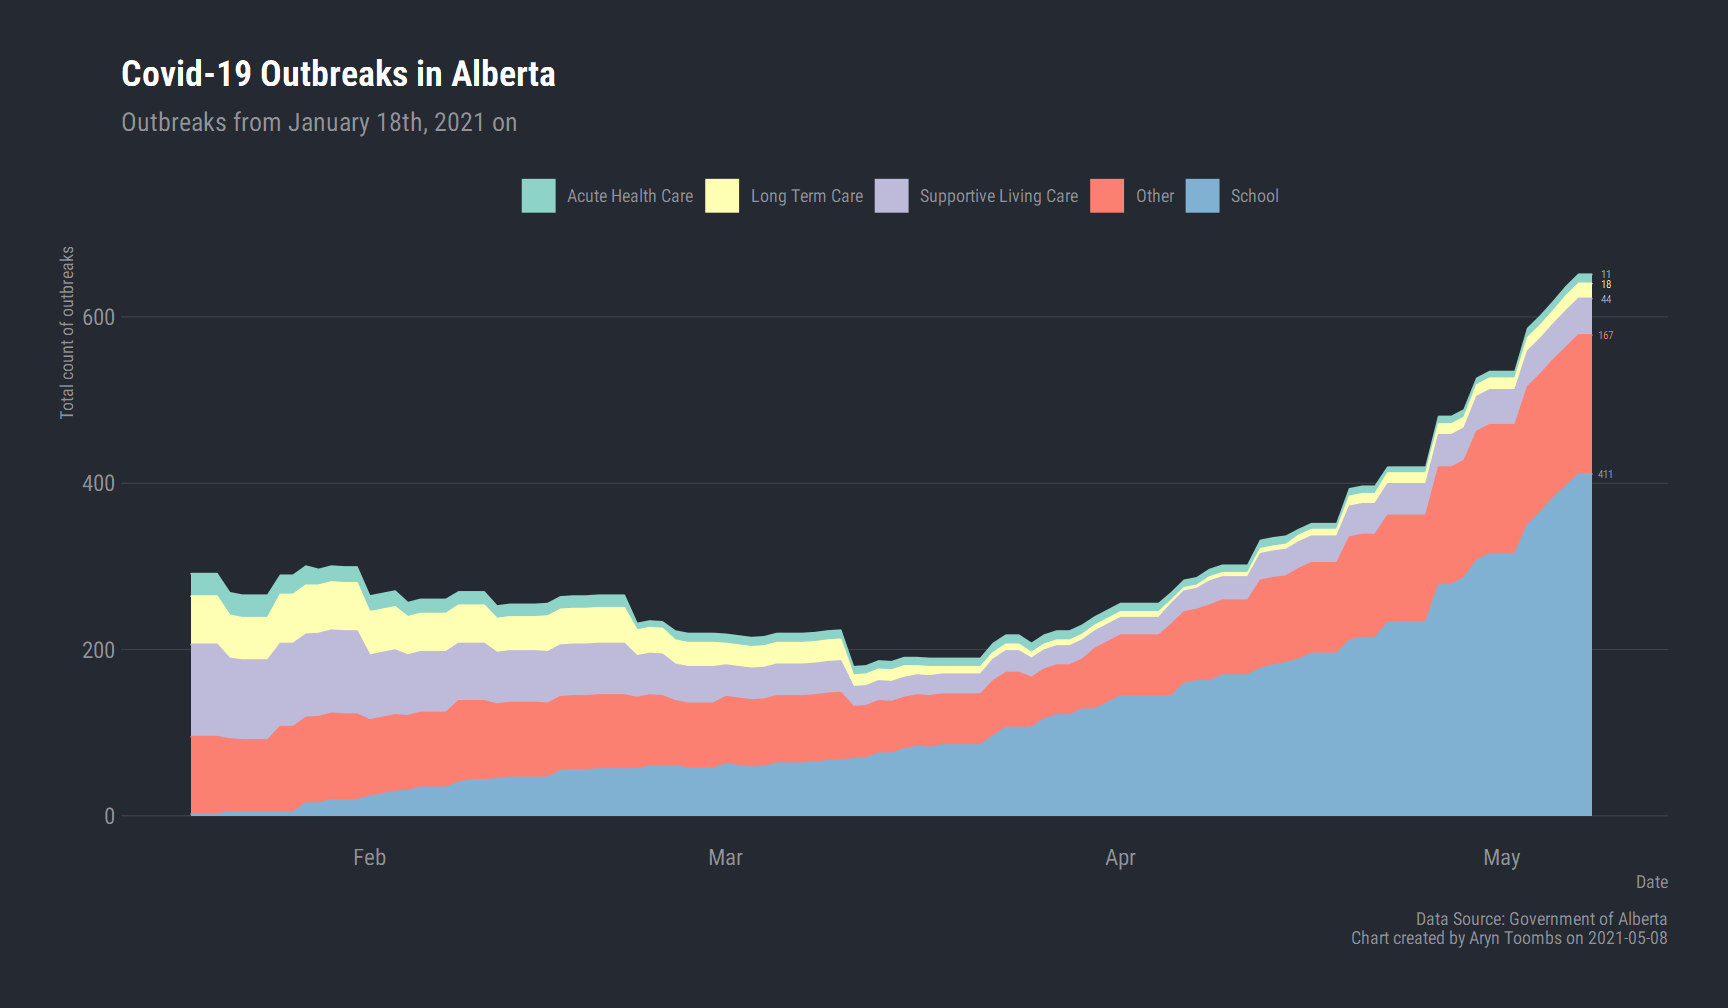 Covid-19 Outbreaks in Alberta
Outbreaks from January 18th, 2021 on
Acute Health Care
Long Term Care
Supportive Living Care
Other
School
Total count of outbreaks
600
400
200
0
11
18
44
167
411
Feb
Mar
Apr
May
Date
Data Source: Government of Alberta
Chart created by Aryn Toombs on 2021-05-08